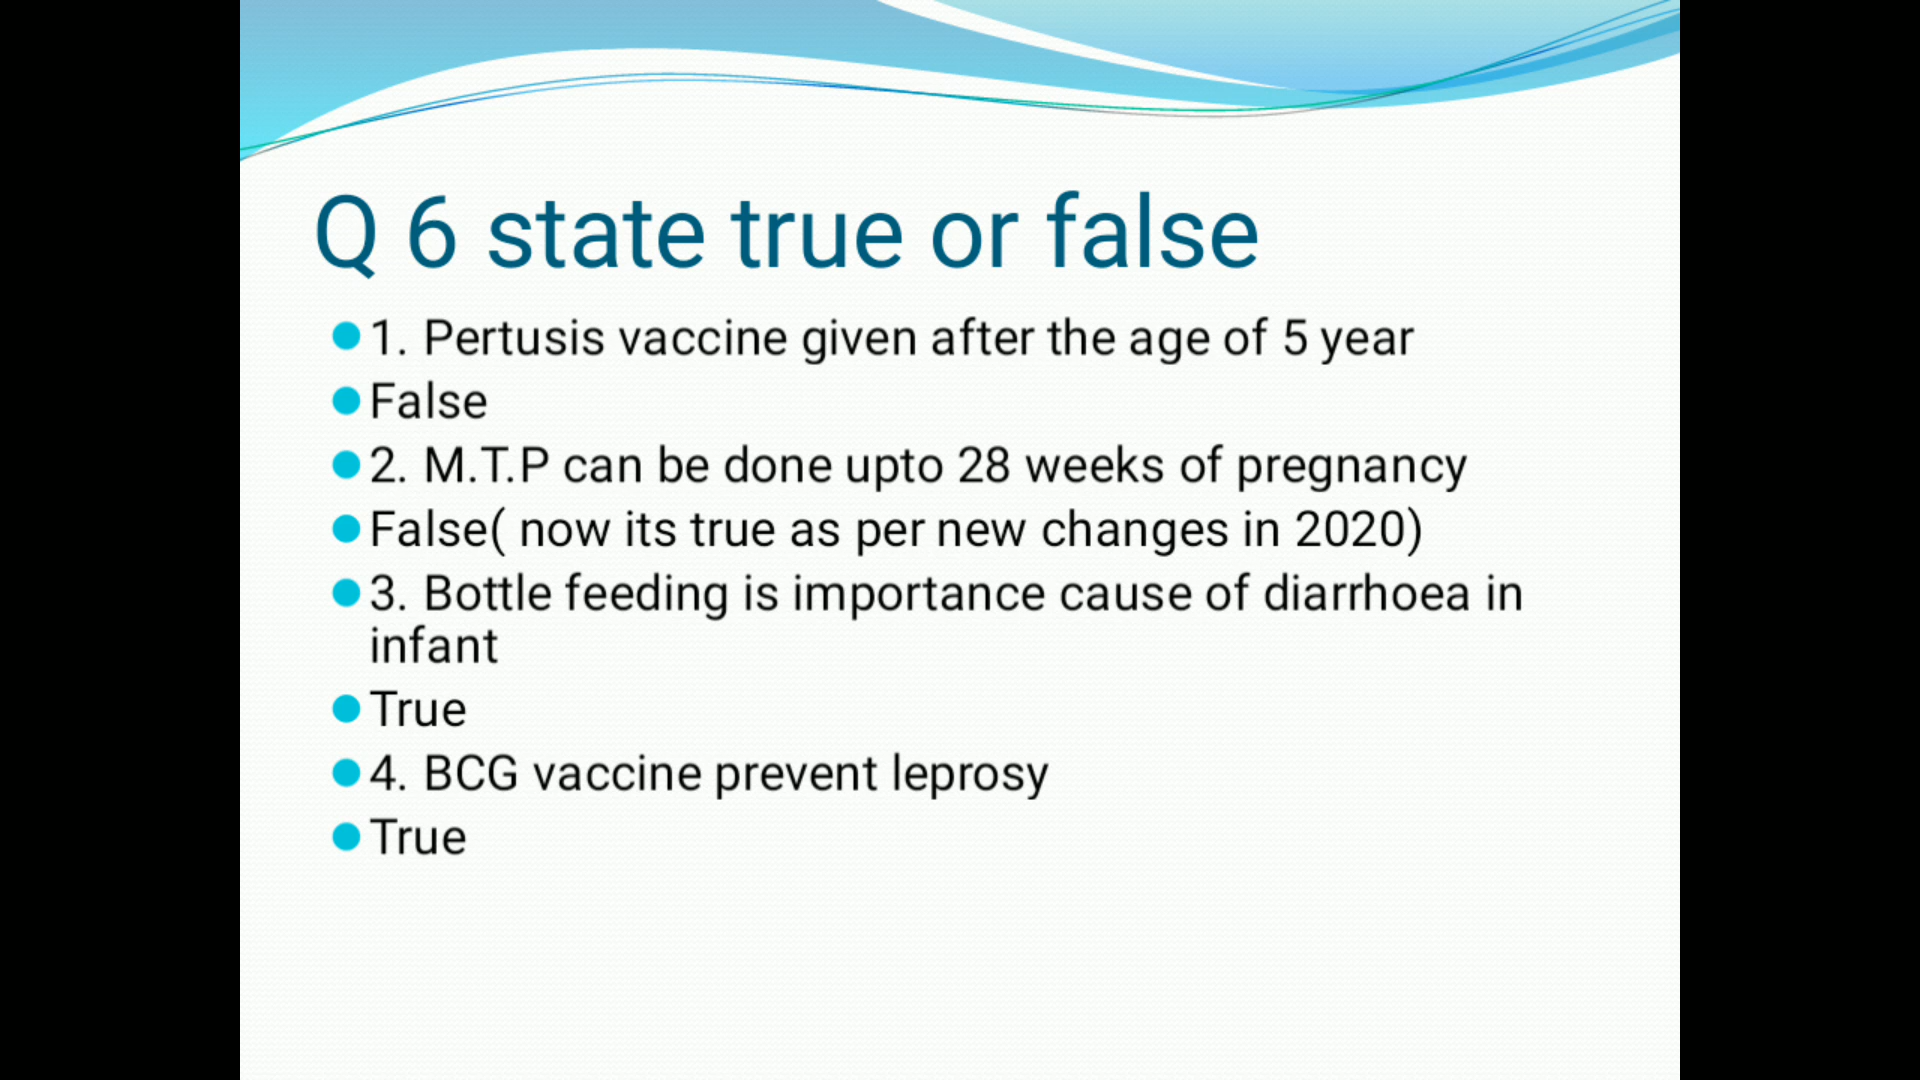 Q 6 state true or false
1. Pertusis vaccine given after the age of 5 year
False
2. M.T.P can be done upto 28 weeks of pregnancy
False( now its true as per new changes in 2020)
3. Bottle feeding is importance cause of diarrhoea in
infant
True
4. BCG vaccine prevent leprosy
True